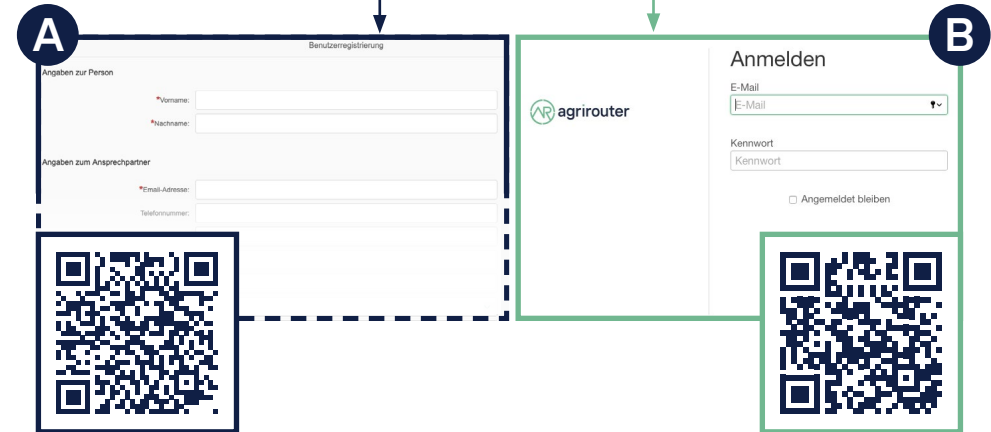 A
Benutzerregistrierung
Angaben zur Person
*Vorname:
*Nachname:
Angaben zum Ansprechpartner
*Email-Adresse:
Telefonnummer:
B
Anmelden
E-Mail
E-Mail
agrirouter
Kennwort
Kennwort
Angemeldet bleiben